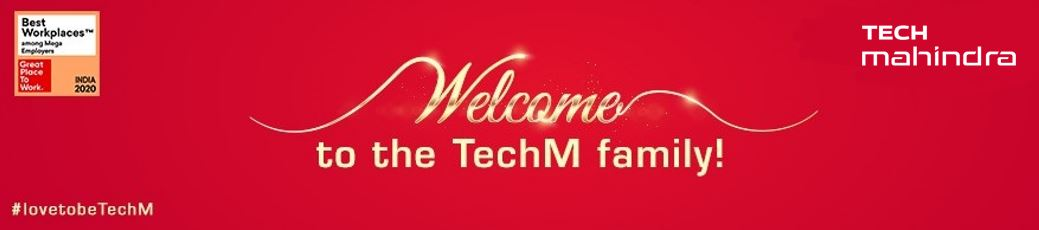 Best
Workplaces™
among Mega
Employers
Great
Place
To
Work.
INDIA
2020
TECH
mahindra
Welcome
to the TechM family!
#lovetobeTechM